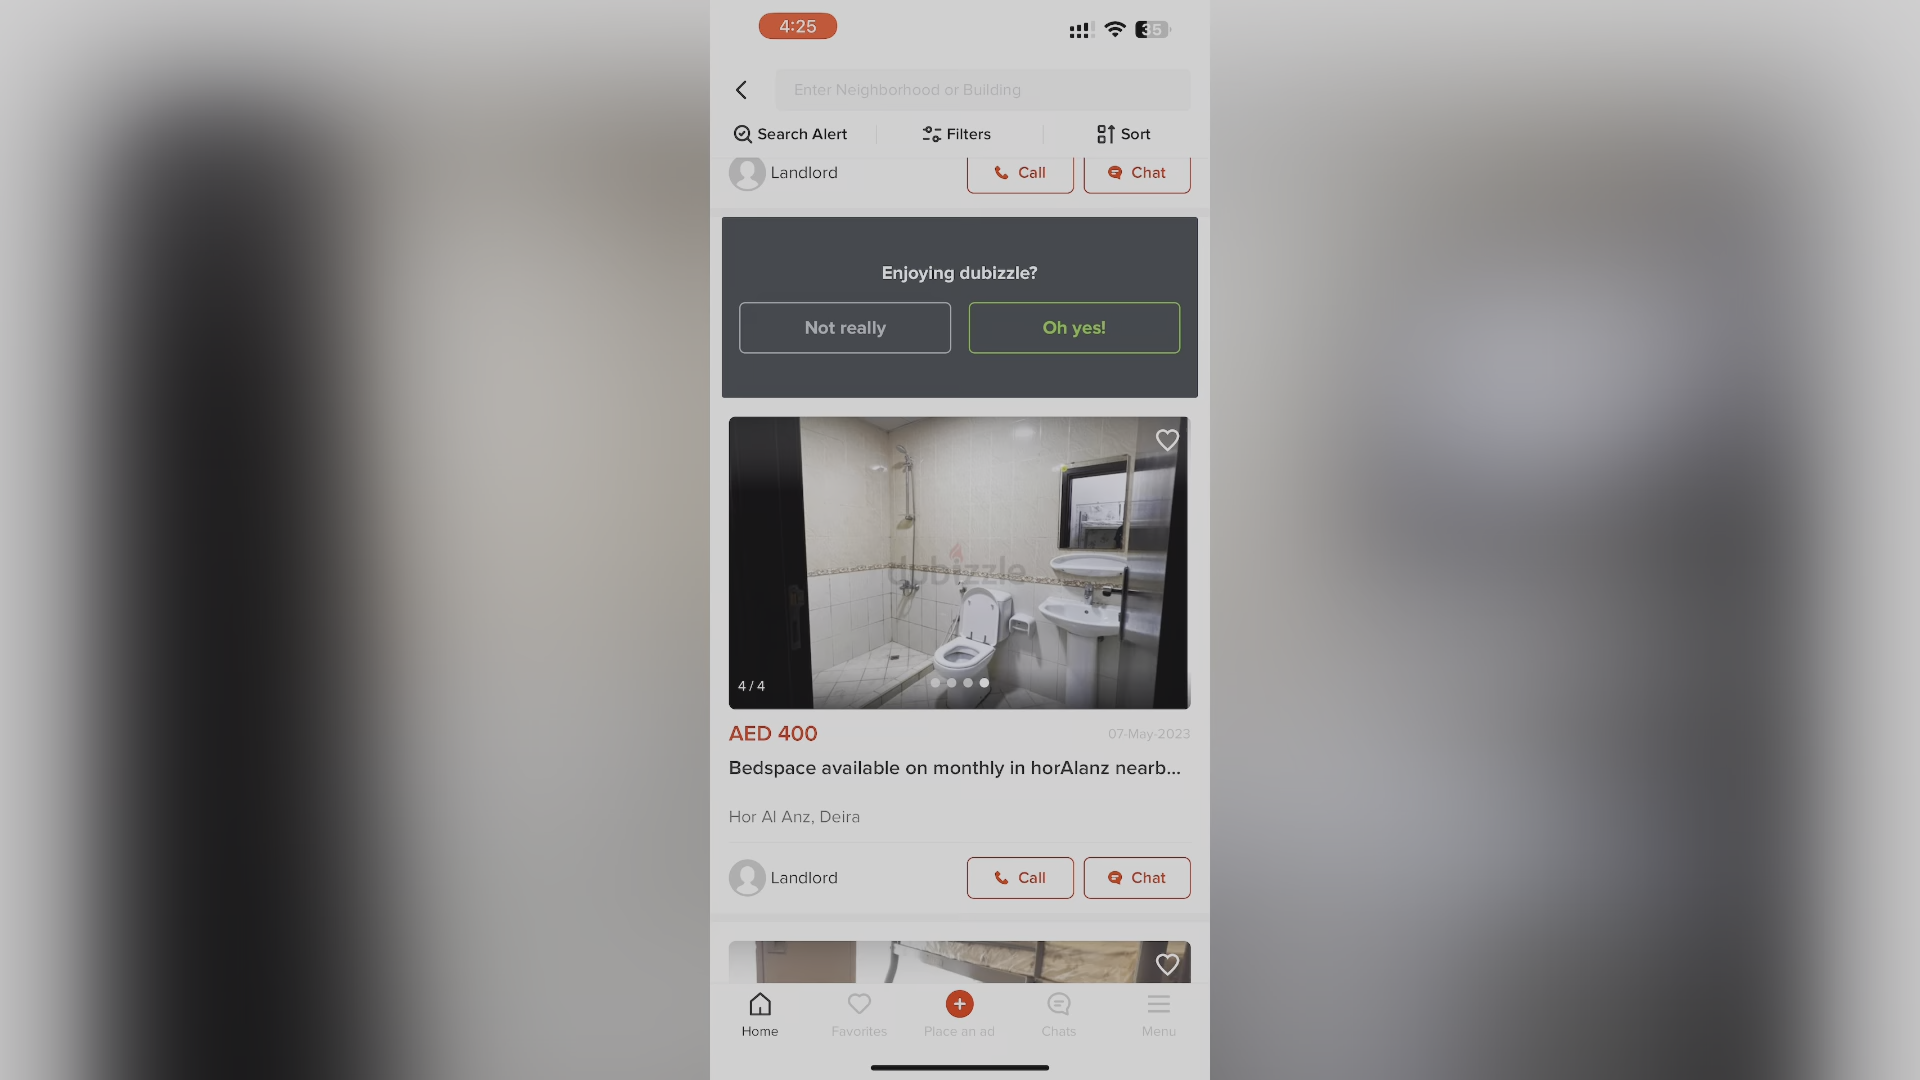 4:25
35
Enter Neighborhood or Building
Search Alert
Filters
Sort
Landlord
Call
Chat
Enjoying dubizzle?
Not really
Oh yes!
dubizzle
4 / 4
AED 400
07-May-2023
Bedspace available on monthly in horAlanz nearb...
Hor Al Anz, Deira
Landlord
Call
Chat
Home
Favorites
Place an ad
Chats
Menu